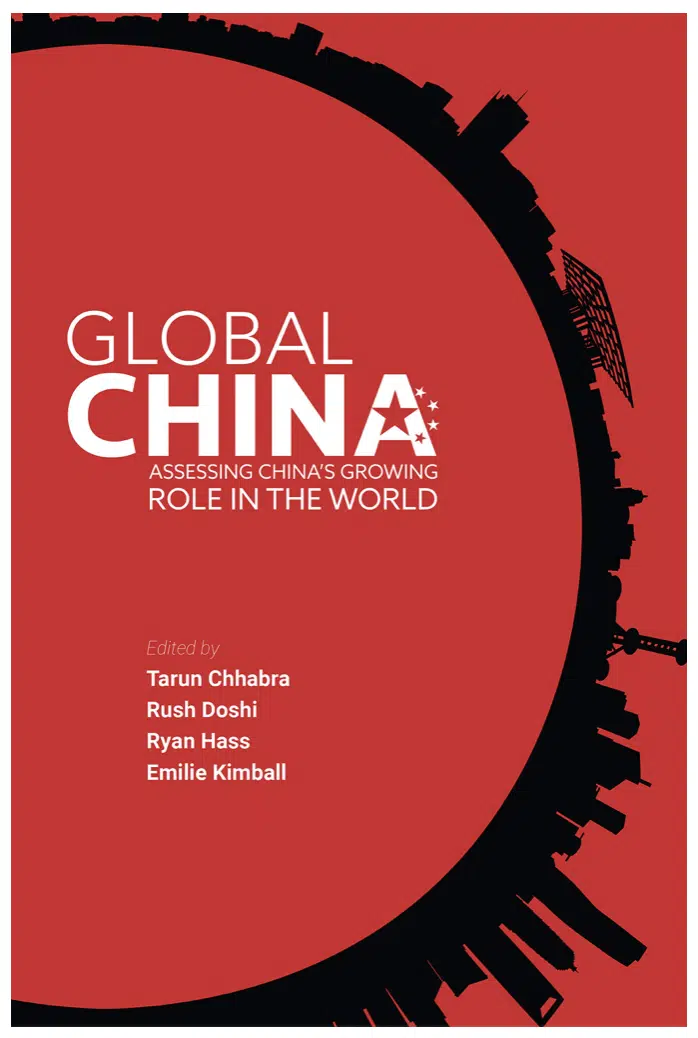 GLOBAL
CHINA
ASSESSING CHINA'S GROWING
ROLE IN THE WORLD
Edited by
Tarun Chhabra
Rush Doshi
Ryan Hass
Emilie Kimball